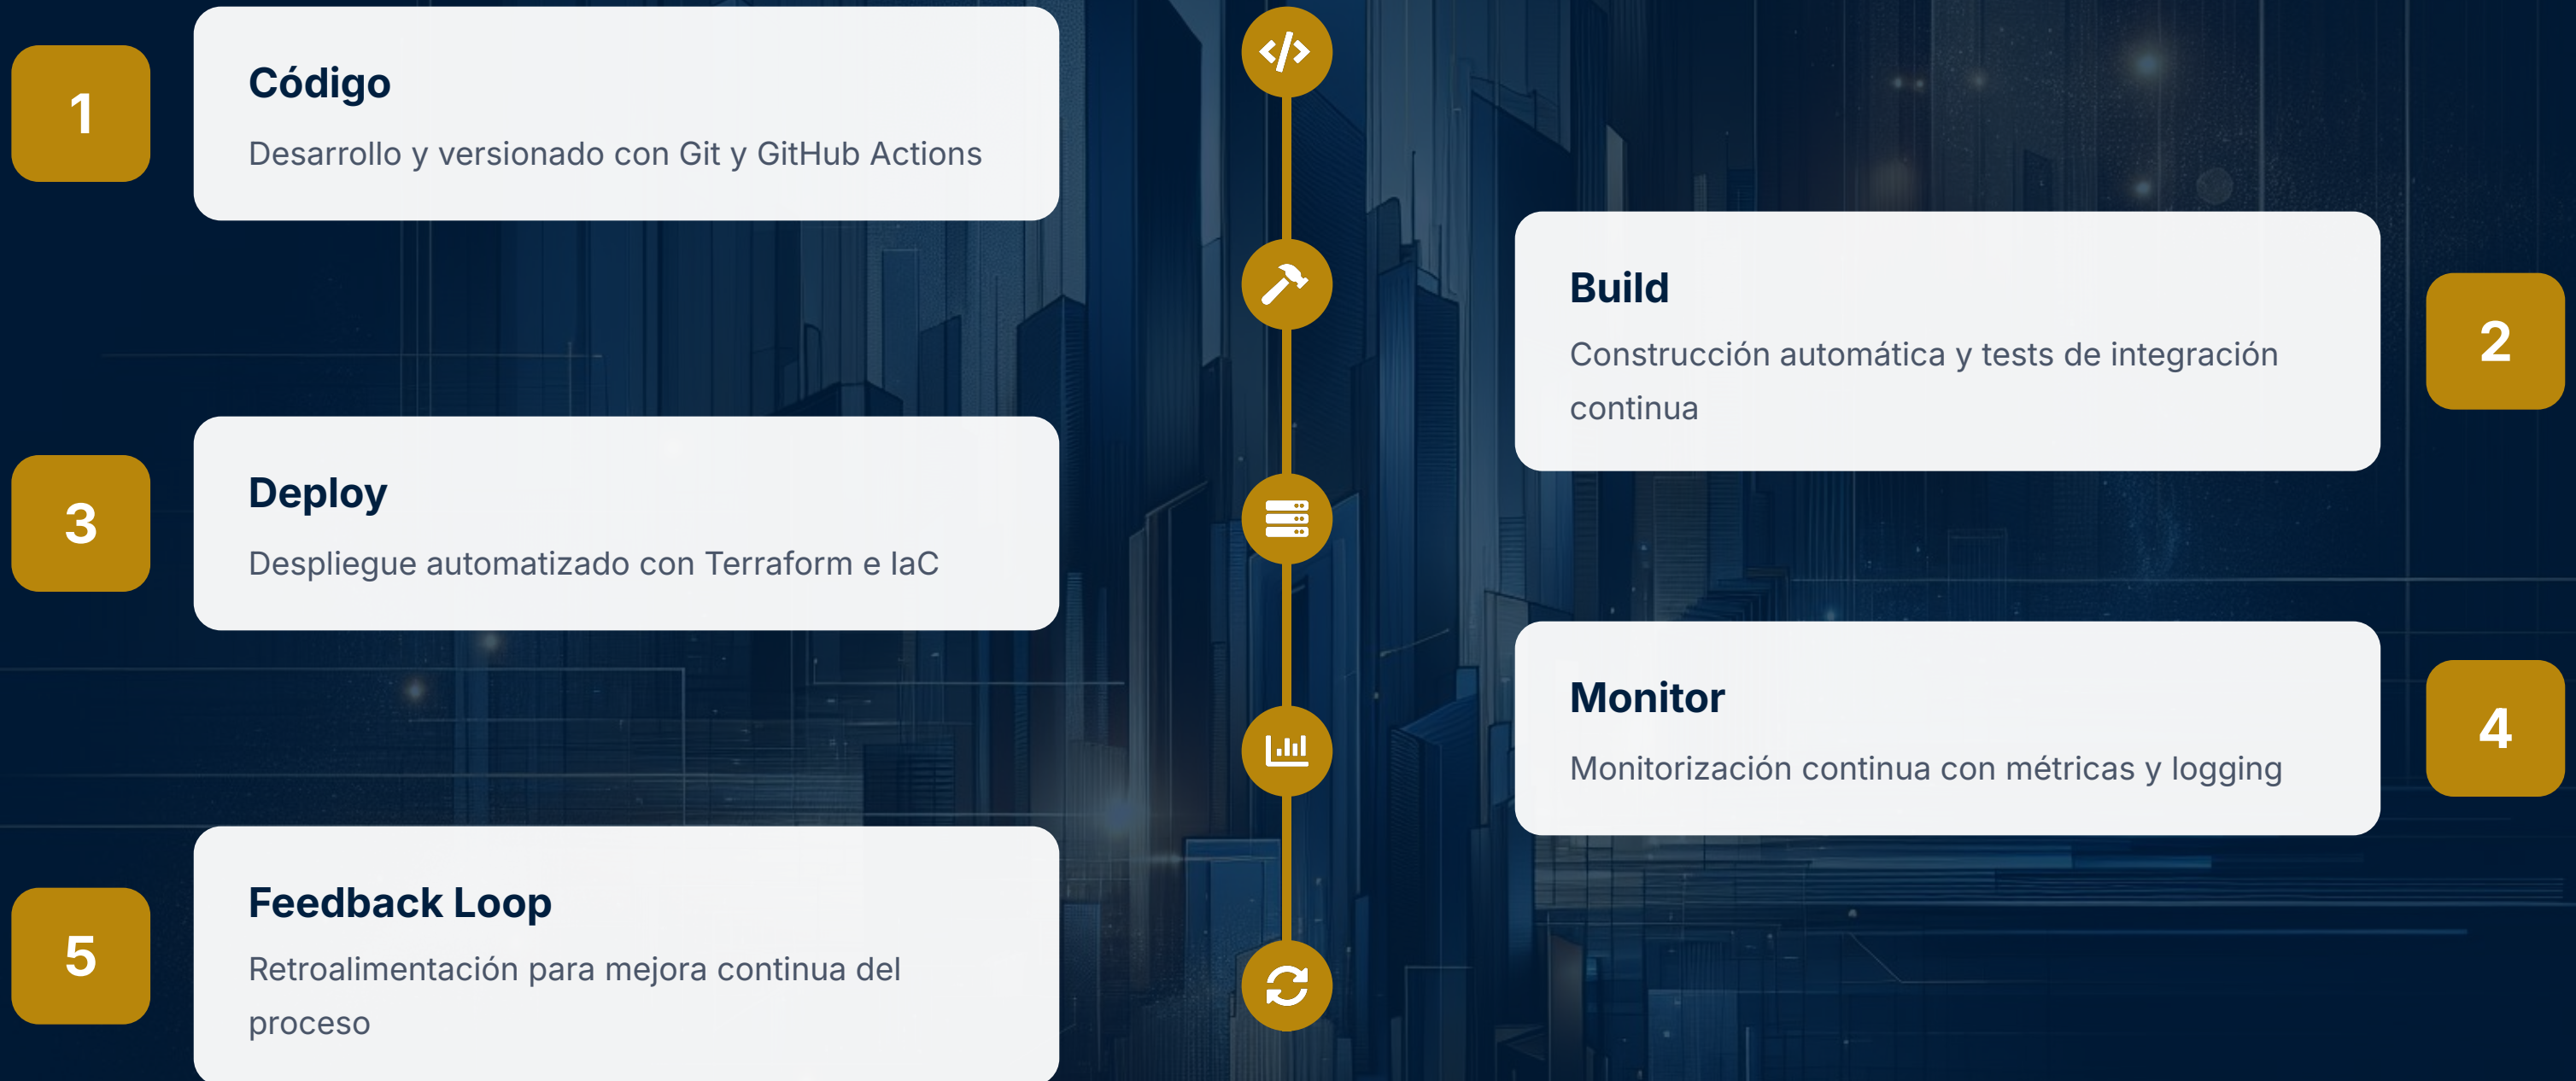 1
Código
Desarrollo y versionado con Git y GitHub Actions
Build
Construcción automática y tests de integración
continua
2
3
Deploy
Despliegue automatizado con Terraform e IaC
Monitor
Monitorización continua con métricas y logging
4
5
Feedback Loop
Retroalimentación para mejora continua del
proceso